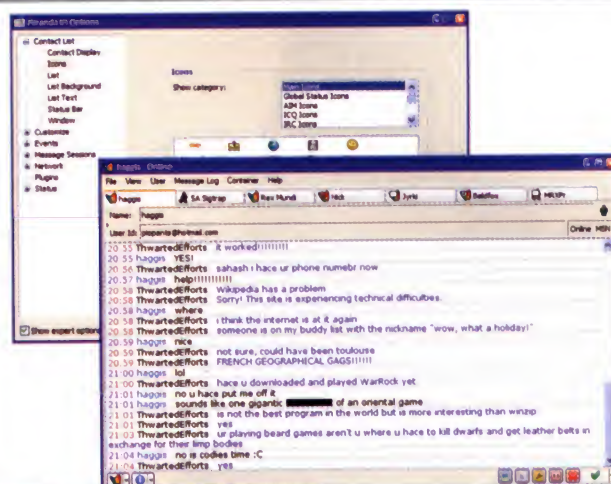 Miranda IM Options
Contact List
Contact Display
Icons
List
List Background
List Text
Status Bar
Window
Customize
Events
Message Sessions
Network
Plugins
Status
Icons
Show category:
Main Icons
Global Status Icons
AIM Icons
ICQ Icons
IRC Icons
Show expert options
haggis - Online
File View User Message Log Container Help
haggis SA Sigtrap Rex Mundi Nick Jyrki Baldfox
Name: haggis
User Id: @hotmail.com Online MSN
20:55 ThwartedEfforts it worked!!!!!!!!!
20:55 haggis YES!
20:56 ThwartedEfforts sahash i hace ur phone numebr now
20:57 haggis help!!!!!!!!!!!
20:58 ThwartedEfforts Wikipedia has a problem
20:58 ThwartedEfforts Sorry! This site is experiencing technical difficulties.
20:58 haggis where
20:58 ThwartedEfforts i think the internet is at it again
20:58 ThwartedEfforts someone is on my buddy list with the nickname "wow, what a holiday!"
20:59 haggis nice
20:59 ThwartedEfforts not sure, could have been toulouse
20:59 ThwartedEfforts FRENCH GEOGRAPHICAL GAGS!!!!!!
21:00 haggis lol
21:00 ThwartedEfforts hace u downloaded and played WarRock yet
21:01 haggis no u hace put me off it
21:01 haggis sounds like one gigantic of an oriental game
21:01 ThwartedEfforts is not the best program in the world but is more interesting than winzip
21:01 ThwartedEfforts yes
21:03 ThwartedEfforts ur playing beard games aren't u where u hace to kill dwarfs and get leather belts in
exchange for their limp bodies
21:04 haggis no is codies time :C
21:04 ThwartedEfforts yes